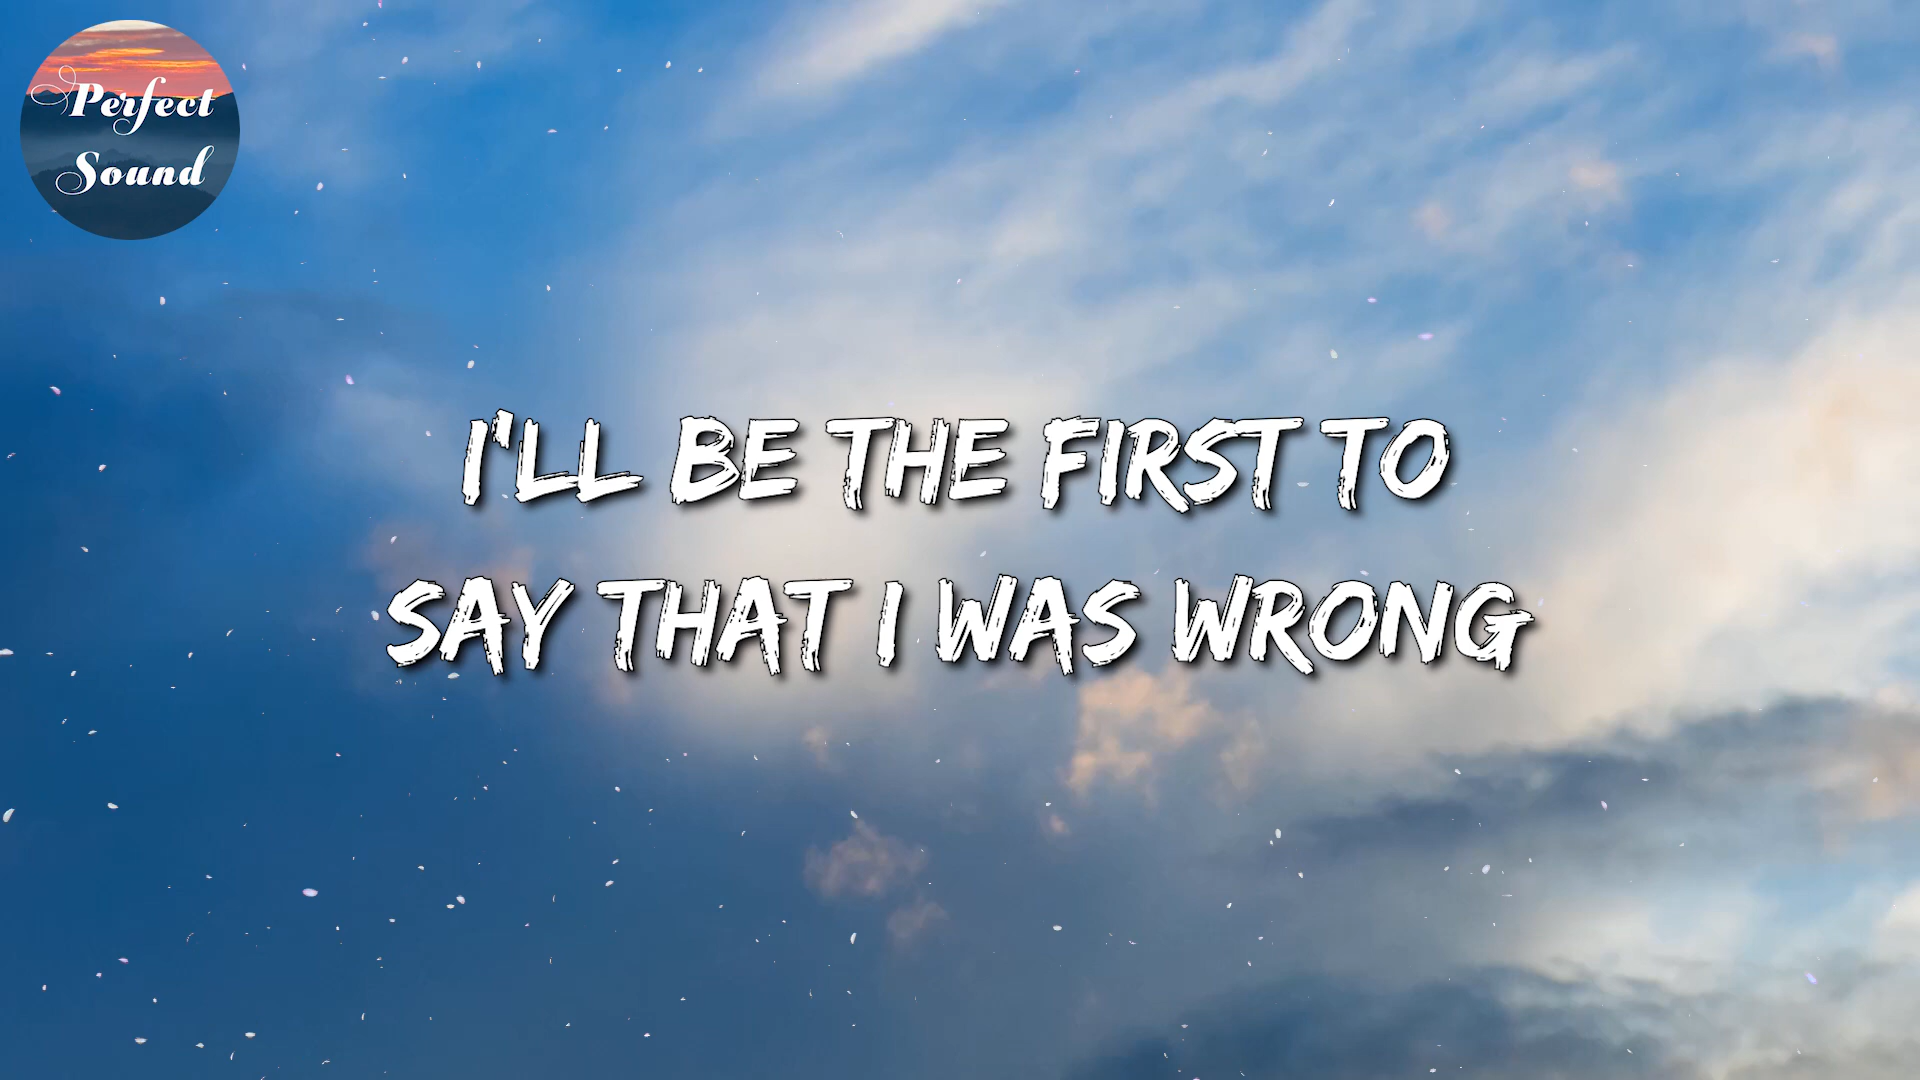 Perfect
Sound
I'LL BE THE FIRST TO
SAY THAT I WAS WRONG